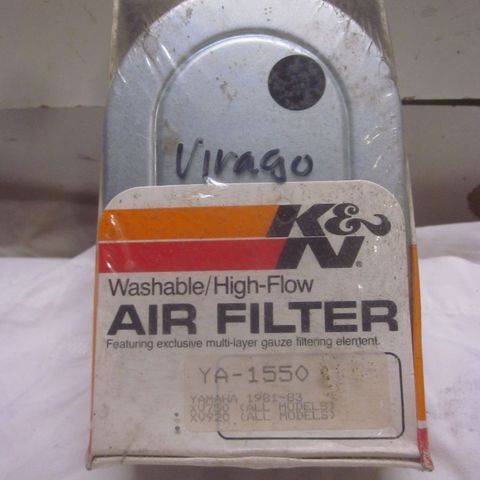 Virago
K&N
Washable/High-Flow
AIR FILTER
Featuring exclusive multi-layer gauze filtering element.
YA-1550
YAMAHA 1981-83
XV750 (ALL MODELS)
XV920 (ALL MODELS)